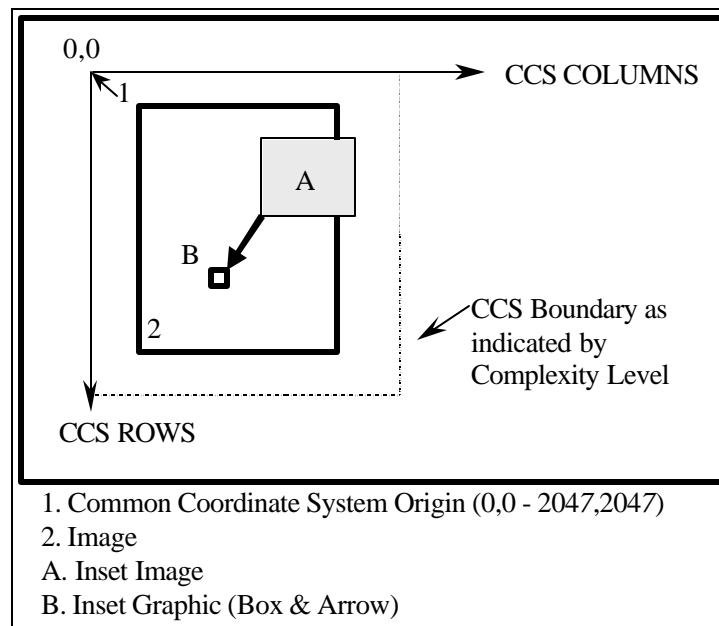 0,0
CCS COLUMNS
1
A
B
2
CCS Boundary as
indicated by
Complexity Level
CCS ROWS
1. Common Coordinate System Origin (0,0 - 2047,2047)
2. Image
A. Inset Image
B. Inset Graphic (Box & Arrow)